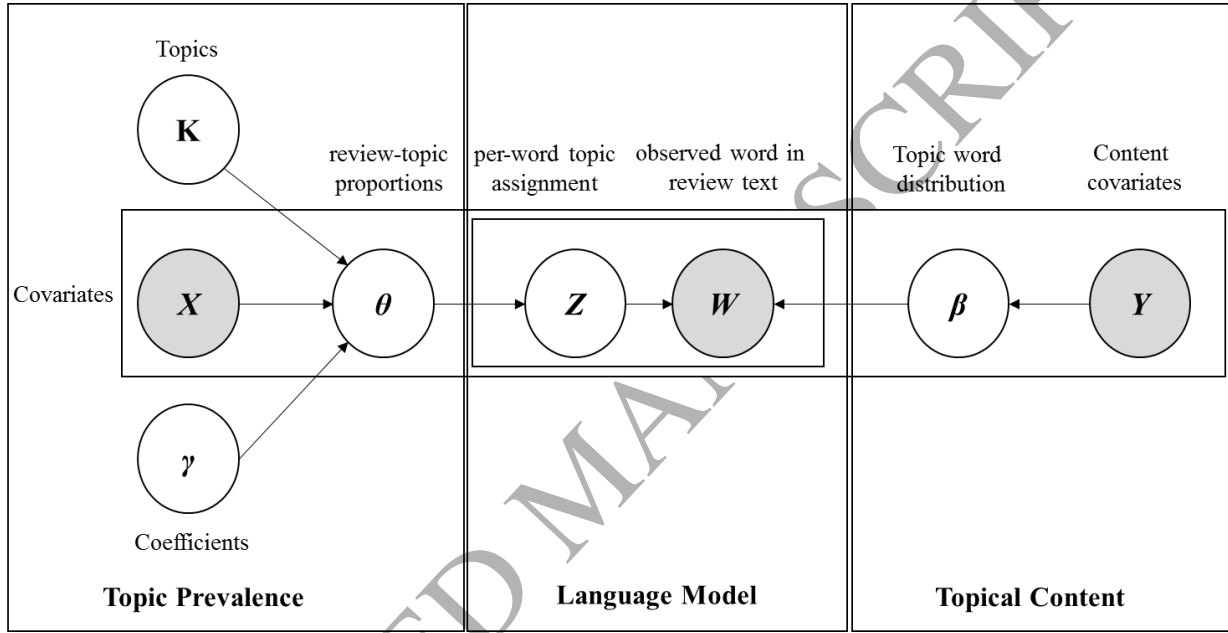 Topics
K
review-topic
proportions
per-word topic
assignment
observed word in
review text
Topic word
distribution
Content
covariates
Covariates
X
θ
Z
W
β
Y
γ
Coefficients
Topic Prevalence
Language Model
Topical Content